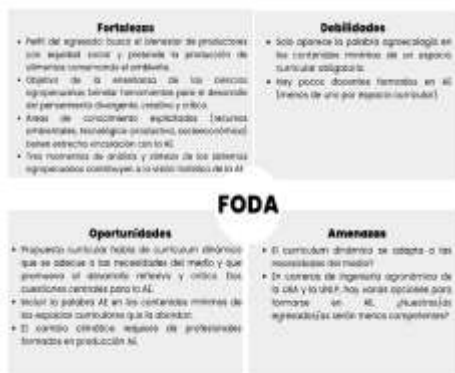 Fortalezas
• Perfil del egresado busca el bienestar de productores
con equidad social y pretende la producción de
alimentos conservando el ambiente.
• Objetivo de la enseñanza de las ciencias
agropecuarias: brindar herramientas para el desarrollo
del pensamiento divergente, creativo y crítico.
• Áreas de conocimiento explicitadas (recursos
ambientales, tecnológico-productiva, socioeconómica)
tienen estrecha vinculación con la AE.
• Tres momentos de análisis y síntesis de los sistemas
agropecuarios contribuyen a la visión holística de la AE.
Debilidades
• Solo aparece la palabra agroecología en
los contenidos mínimos de un espacio
curricular obligatorio.
• Hay pocos docentes formados en AE
(menos de uno por espacio curricular).
FODA
Oportunidades
• Propuesta curricular habla de curriculum dinámico
que se adecue a las necesidades del medio y que
promueva el desarrollo reflexivo y crítico. Dos
cuestiones centrales para la AE.
• Incluir la palabra AE en los contenidos mínimos de
los espacios curriculares que la abordan.
• El cambio climático requiere de profesionales
formados en producción AE.
Amenazas
• El curriculum dinámico se adapta a las
necesidades del medio?
• En carreras de ingeniería agronómica de
la UBA y la UNLP, hay varias opciones para
formarse en AE. ¿Nuestros/as
egresados/as serán menos competentes?